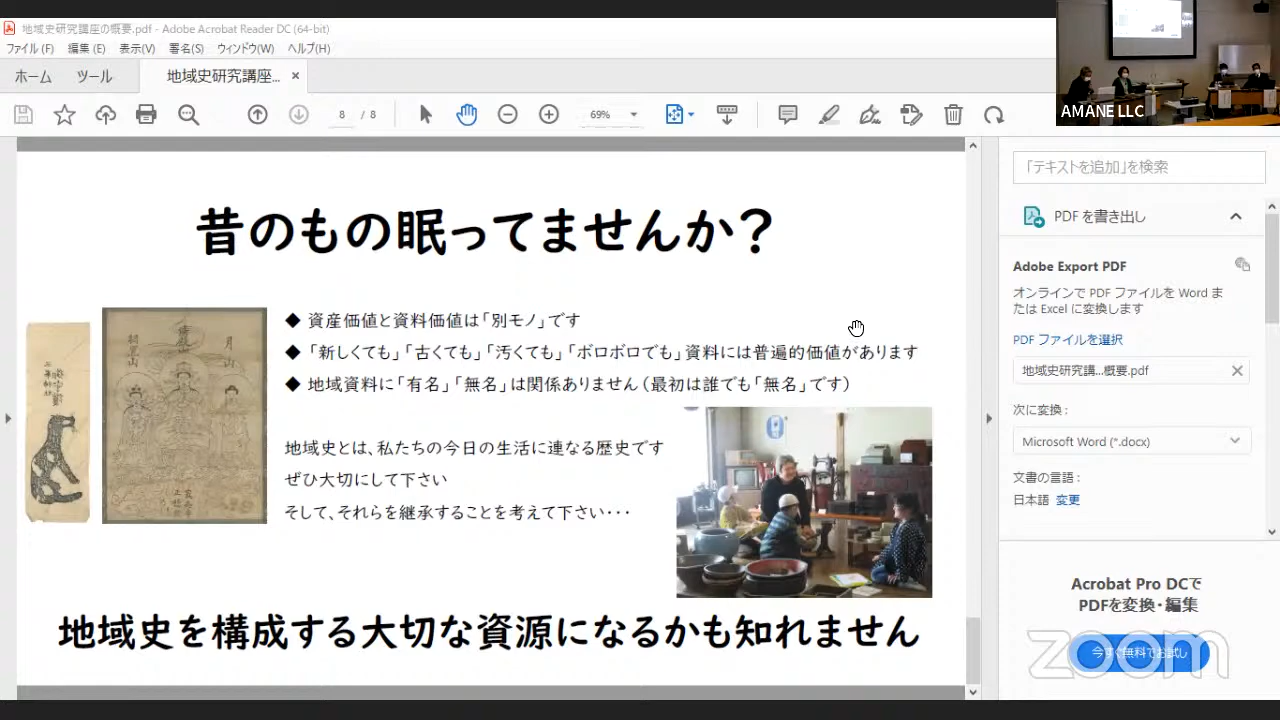 地域史研究講座の概要.pdf - Adobe Acrobat Reader DC (64-bit)
ファイル(F) 編集(E) 表示(V) 署名(S) ウィンドウ(W) ヘルプ(H)
ホーム ツール 地域史研究講座... ×
8 / 8 69%
AMANE LLC
昔のもの眠ってませんか？
◆ 資産価値と資料価値は「別モノ」です
◆ 「新しくても」「古くても」「汚くても」「ボロボロでも」資料には普遍的価値があります
◆ 地域資料に「有名」「無名」は関係ありません（最初は誰でも「無名」です）
月山
羽黒山
地域史とは、私たちの今日の生活に連なる歴史です
ぜひ大切にして下さい
そして、それらを継承することを考えて下さい・・・
地域史を構成する大切な資源になるかも知れません
「テキストを追加」を検索
PDF を書き出し
Adobe Export PDF
オンラインで PDF ファイルを Word ま
たは Excel に変換します
PDF ファイルを選択
地域史研究講...概要.pdf
次に変換 :
Microsoft Word (*.docx)
文書の言語 :
日本語 変更
Acrobat Pro DCで
PDFを変換・編集
今すぐ無料でお試し
zoom